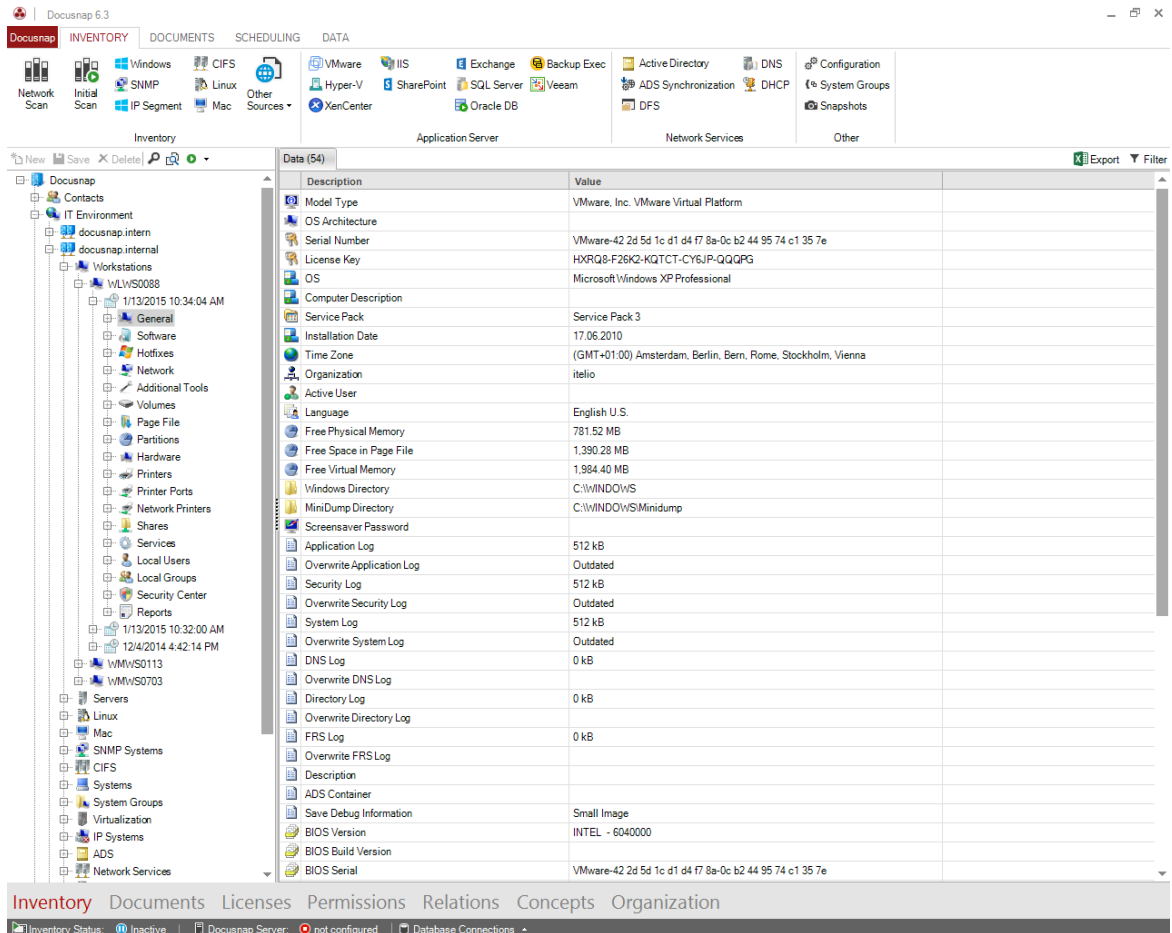 Docusnap 6.3
Docusnap INVENTORY DOCUMENTS SCHEDULING DATA
Windows CIFS VMware IIS Exchange Backup Exec Active Directory DNS Configuration
SNMP Linux Hyper-V SharePoint SQL Server Veeam ADS Synchronization DHCP System Groups
Network Scan Initial Scan IP Segment Mac Other Sources XenCenter Oracle DB DFS Snapshots
Inventory Application Server Network Services Other
New Save Delete Data (54) Export Filter
Docusnap Description Value
Contacts Model Type VMware, Inc. VMware Virtual Platform
IT Environment OS Architecture
docusnap.intern Serial Number VMware-42 2d 5d 1c d1 d4 f7 8a-0c b2 44 95 74 c1 35 7e
docusnap.internal License Key HXRQ8-F26K2-KQTCT-CY6JP-QQQPG
Workstations OS Microsoft Windows XP Professional
WLWS0088 Computer Description
1/13/2015 10:34:04 AM Service Pack Service Pack 3
General Installation Date 17.06.2010
Software Time Zone (GMT+01:00) Amsterdam, Berlin, Bern, Rome, Stockholm, Vienna
Hotfixes Organization itelio
Network Active User
Additional Tools Language English U.S.
Volumes Free Physical Memory 781.52 MB
Page File Free Space in Page File 1,390.28 MB
Partitions Free Virtual Memory 1,984.40 MB
Hardware Windows Directory C:\WINDOWS
Printers MiniDump Directory C:\WINDOWS\Minidump
Printer Ports Screensaver Password
Network Printers Application Log 512 kB
Shares Overwrite Application Log Outdated
Services Security Log 512 kB
Local Users Overwrite Security Log Outdated
Local Groups System Log 512 kB
Security Center Overwrite System Log Outdated
Reports DNS Log 0 kB
1/13/2015 10:32:00 AM Overwrite DNS Log
12/4/2014 4:42:14 PM Directory Log 0 kB
WMWS0113 Overwrite Directory Log
WMWS0703 FRS Log 0 kB
Servers Overwrite FRS Log
Linux Description
Mac ADS Container
SNMP Systems Save Debug Information Small Image
CIFS BIOS Version INTEL - 6040000
Systems BIOS Build Version
System Groups BIOS Serial VMware-42 2d 5d 1c d1 d4 f7 8a-0c b2 44 95 74 c1 35 7e
Virtualization
IP Systems
ADS
Network Services
Inventory Documents Licenses Permissions Relations Concepts Organization
Inventory Status: Inactive | Docusnap Server: not configured | Database Connections